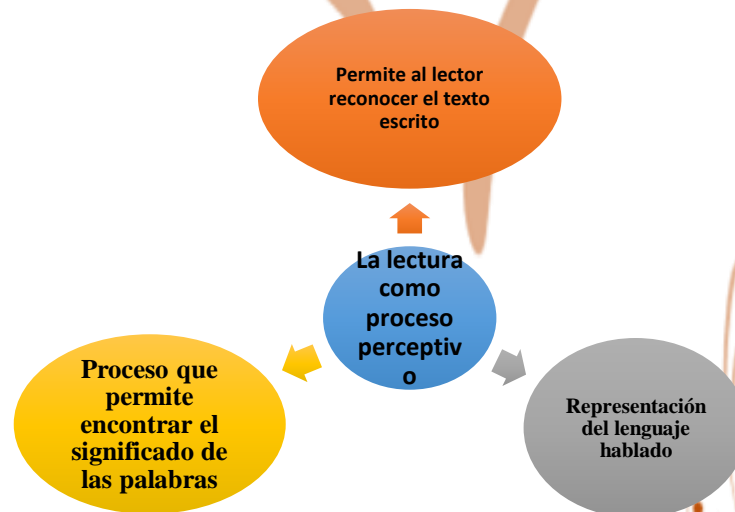 Permite al lector
reconocer el texto
escrito
La lectura
como
proceso
perceptiv
o
Proceso que
permite
encontrar el
significado de
las palabras
Representación
del lenguaje
hablado